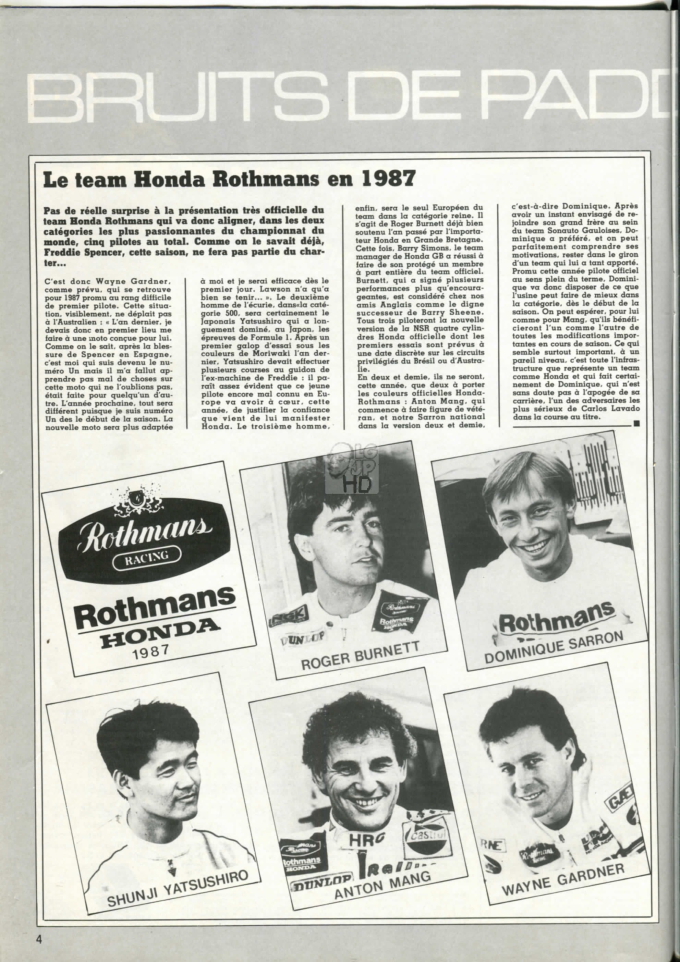 BRUITS DE PADD
Le team Honda Rothmans en 1987
Pas de réelle surprise à la présentation très officielle du
team Honda Rothmans qui va donc aligner, dans les deux
catégories les plus passionnantes du championnat du
monde, cinq pilotes au total. Comme on le savait déjà,
Freddie Spencer, cette saison, ne fera pas partie du char-
ter...
C'est donc Wayne Gardner,
comme prévu, qui se retrouve
pour 1987 promu au rang difficile
de premier pilote. Cette situa-
tion, visiblement, ne déplait pas
à l'Australien : « L'an dernier, je
devais donc en premier lieu me
faire à une moto conçue pour lui.
Comme on le sait, après la bles-
sure de Spencer en Espagne,
c'est moi qui suis devenu le nu-
méro Un mais il m'a fallut ap-
prendre pas mal de choses sur
cette moto qui ne l'oublions pas,
était faite pour quelqu'un d'au-
tre. L'année prochaine, tout sera
différent puisque je suis numéro
Un des le début de la saison. La
nouvelle moto sera plus adaptée
à moi et je serai efficace dès le
premier jour. Lawson n'a qu'a
bien se tenir... ». Le deuxième
homme de l'écurie, dans la caté-
gorie 500, sera certainement le
japonais Yatsushiro qui a lon-
guement dominé, au Japon, les
épreuves de Formule 1. Après un
premier galop d'essai sous les
couleurs de Moriwaki l'an der-
nier, Yatsushiro devait effectuer
plusieurs courses au guidon de
l'ex-machine de Freddie : il pa-
raît assez évident que ce jeune
pilote encore mal connu en Eu-
rope va avoir à cœur, cette
année, de justifier la confiance
que vient de lui manifester
Honda. Le troisième homme,
enfin, sera le seul Européen du
team dans la catégorie reine. Il
s'agit de Roger Burnett déjà bien
soutenu l'an passé par l'importa-
teur Honda en Grande Bretagne.
Cette fois, Barry Simons, le team
manager de Honda GB a réussi à
faire de son protégé un membre
à part entière du team officiel.
Burnett, qui a signé plusieurs
performances plus qu'encoura-
geantes, est considéré chez nos
amis Anglais comme le digne
successeur de Barry Sheene.
Tous trois piloteront la nouvelle
version de la NSR quatre cylin-
dres Honda officielle dont les
premiers essais sont prévus à
une date discrète sur les circuits
privilégiés du Brésil ou d'Austra-
lie.
En deux et demie, ils ne seront,
cette année, que deux à porter
les couleurs officielles Honda-
Rothmans : Anton Mang, qui
commence à faire figure de vété-
ran, et notre Sarron national
dans la version deux et demie,
c'est-à-dire Dominique. Après
avoir un instant envisagé de re-
joindre son grand frère au sein
du team Sonauto Gauloises, Do-
minique a préféré, et on peut
parfaitement comprendre ses
motivations, rester dans le giron
d'un team qui lui a tant apporté.
Promu cette année pilote officiel
au sens plein du terme, Domini-
que va donc disposer de ce que
l'usine peut faire de mieux dans
la catégorie, dès le début de la
saison. On peut espérer, pour lui
comme pour Mang, qu'ils bénéfi-
cieront l'un comme l'autre de
toutes les modifications impor-
tantes en cours de saison. Ce qui
semble surtout important, à un
pareil niveau, c'est toute l'infras-
tructure que représente un team
comme Honda et qui fait certai-
nement de Dominique, qui n'est
sans doute pas à l'apogée de sa
carrière, l'un des adversaires les
plus sérieux de Carlos Lavado
dans la course au titre.
HD
Rothmans
RACING
Rothmans
HONDA
1987
DUNLOP
Rothmans
ROGER BURNETT
Rothmans
DOMINIQUE SARRON
SHUNJI YATSUSHIRO
HRG
Castrol
Rothmans
HONDA
DUNLOP
ANTON MANG
WAYNE GARDNER
4